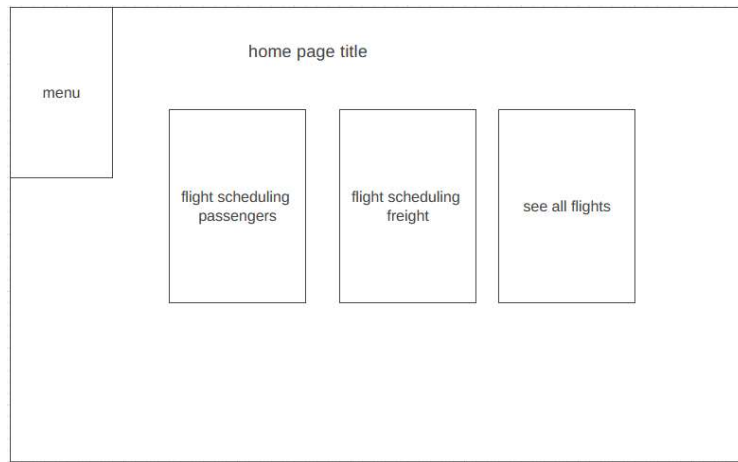 home page title
menu
flight scheduling
passengers
flight scheduling
freight
see all flights